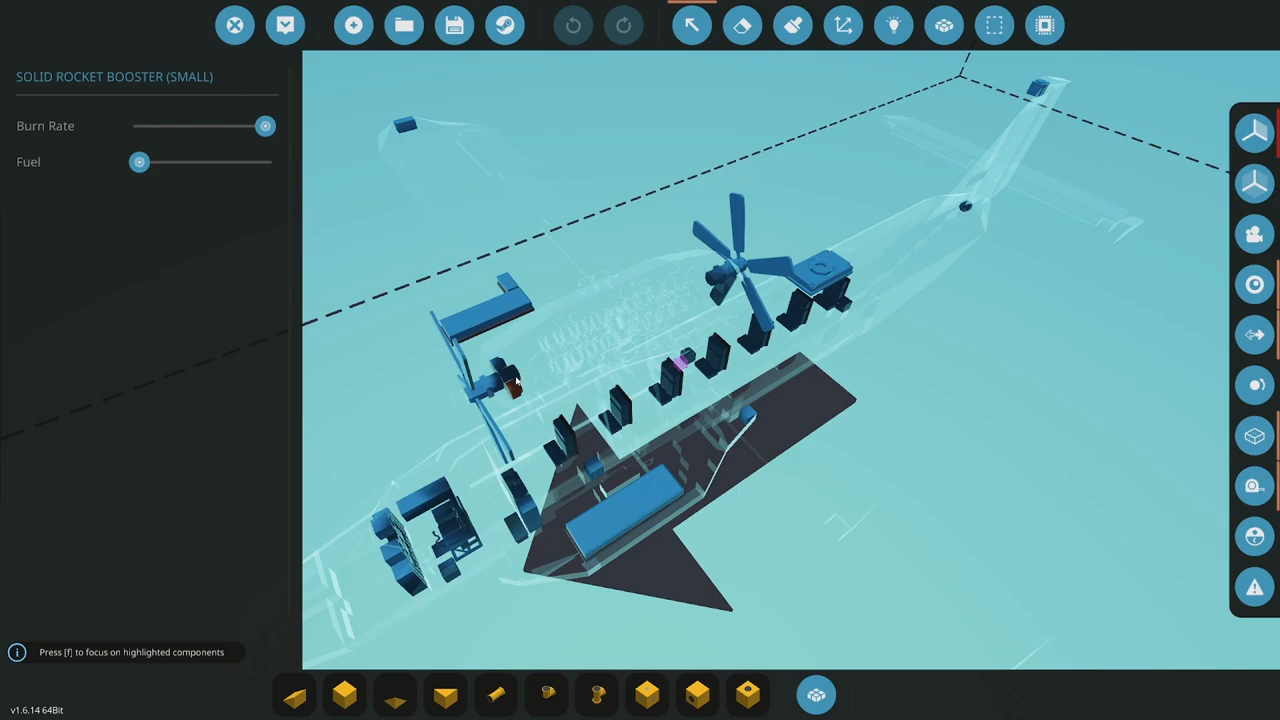 SOLID ROCKET BOOSTER (SMALL)
Burn Rate
Fuel
Press [f] to focus on highlighted components
v1.6.14 64Bit